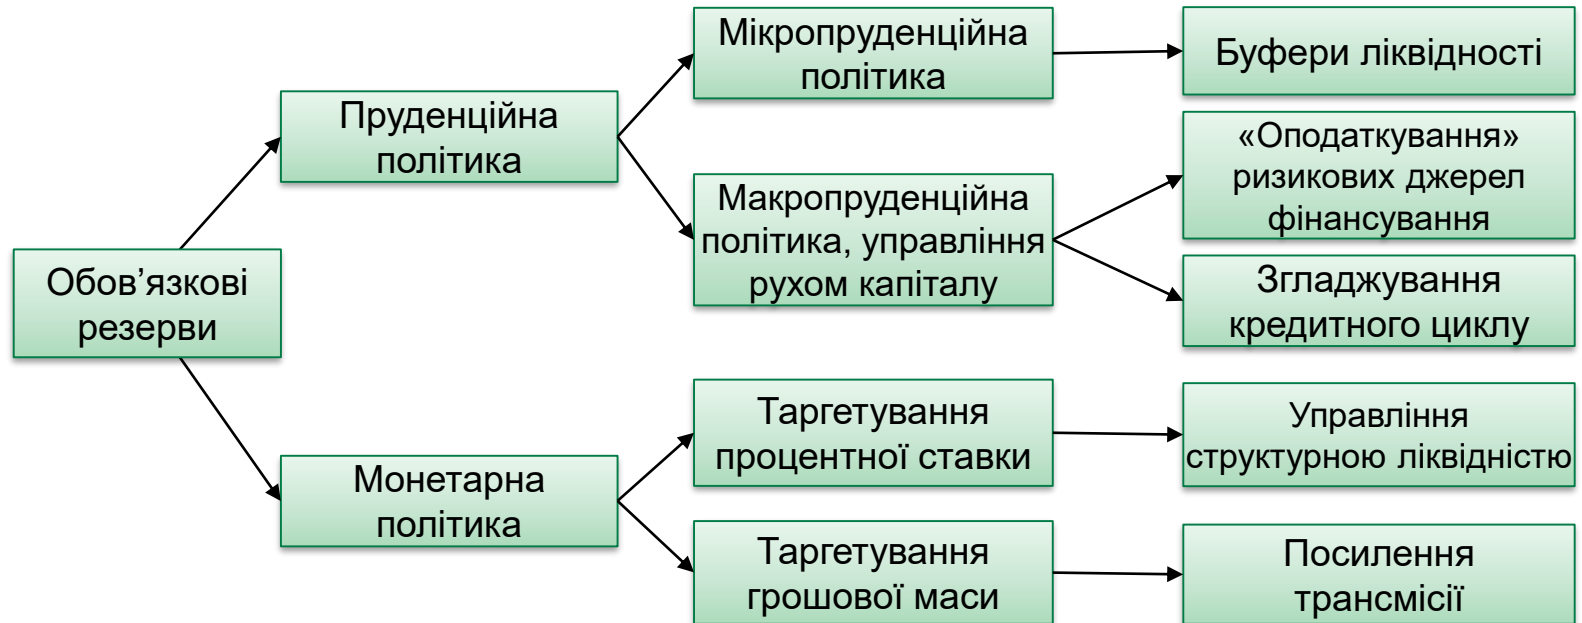 Обов’язкові
резерви
Пруденційна
політика
Монетарна
політика
Мікропруденційна
політика
Макропруденційна
політика, управління
рухом капіталу
Таргетування
процентної ставки
Таргетування
грошової маси
Буфери ліквідності
«Оподаткування»
ризикових джерел
фінансування
Згладжування
кредитного циклу
Управління
структурною ліквідністю
Посилення
трансмісії